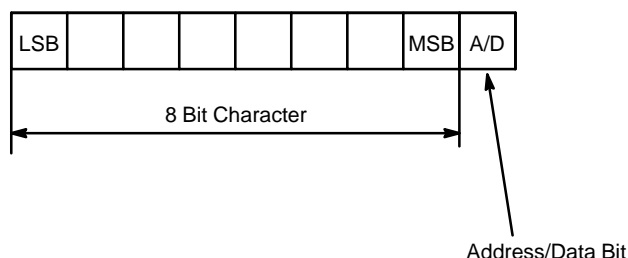 LSB MSB A/D
8 Bit Character
Address/Data Bit